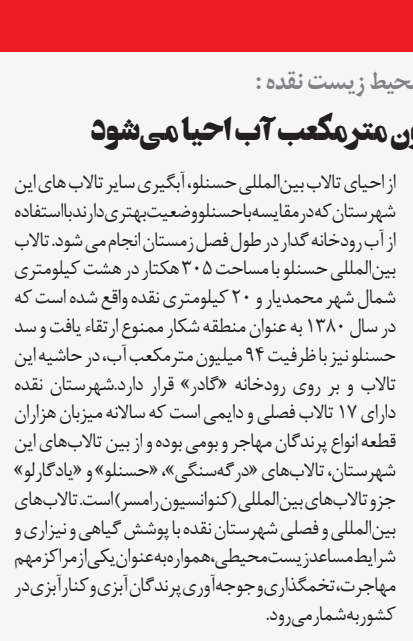 محیط زیست نقده :
ون متر مکعب آب احیا می‌شود
از احیای تالاب بین‌المللی حسنلو، آبگیری سایر تالاب های این
شهرستان که در مقایسه با حسنلو وضعیت بهتری دارند با استفاده
از آب رودخانه گدار در طول فصل زمستان انجام می شود. تالاب
بین‌المللی حسنلو با مساحت ۳۰۵ هکتار در هشت کیلومتری
شمال شهر محمدیار و ۲۰ کیلومتری نقده واقع شده است که
در سال ۱۳۸۰ به عنوان منطقه شکار ممنوع ارتقاء یافت و سد
حسنلو نیز با ظرفیت ۹۴ میلیون متر مکعب آب، در حاشیه این
تالاب و بر روی رودخانه «گادر» قرار دارد.شهرستان نقده
دارای ۱۷ تالاب فصلی و دایمی است که سالانه میزبان هزاران
قطعه انواع پرندگان مهاجر و بومی بوده و از بین تالاب‌های این
شهرستان، تالاب‌های «درگه‌سنگی»، «حسنلو» و «یادگارلو»
جزو تالاب‌های بین‌المللی (کنوانسیون رامسر) است. تالاب‌های
بین‌المللی و فصلی شهرستان نقده با پوشش گیاهی و نیزاری و
شرایط مساعد زیست محیطی، همواره به عنوان یکی از مراکز مهم
مهاجرت، تخمگذاری و جوجه آوری پرندگان آبزی و کنار آبزی در
کشور به شمار می‌رود.